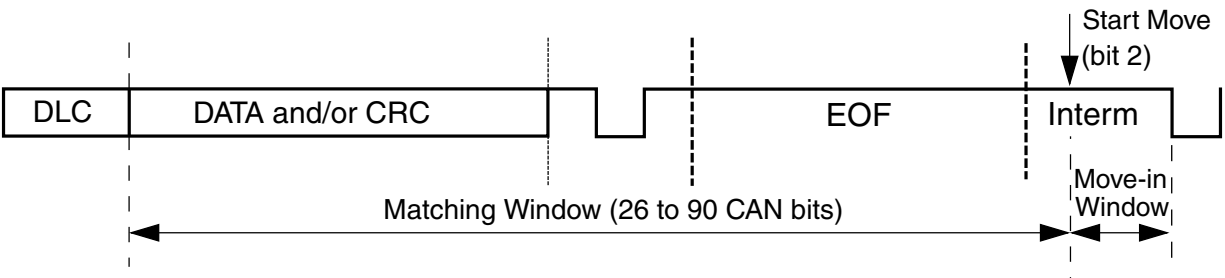 Start Move
(bit 2)
DLC
DATA and/or CRC
EOF
Interm
Move-in
Window
Matching Window (26 to 90 CAN bits)